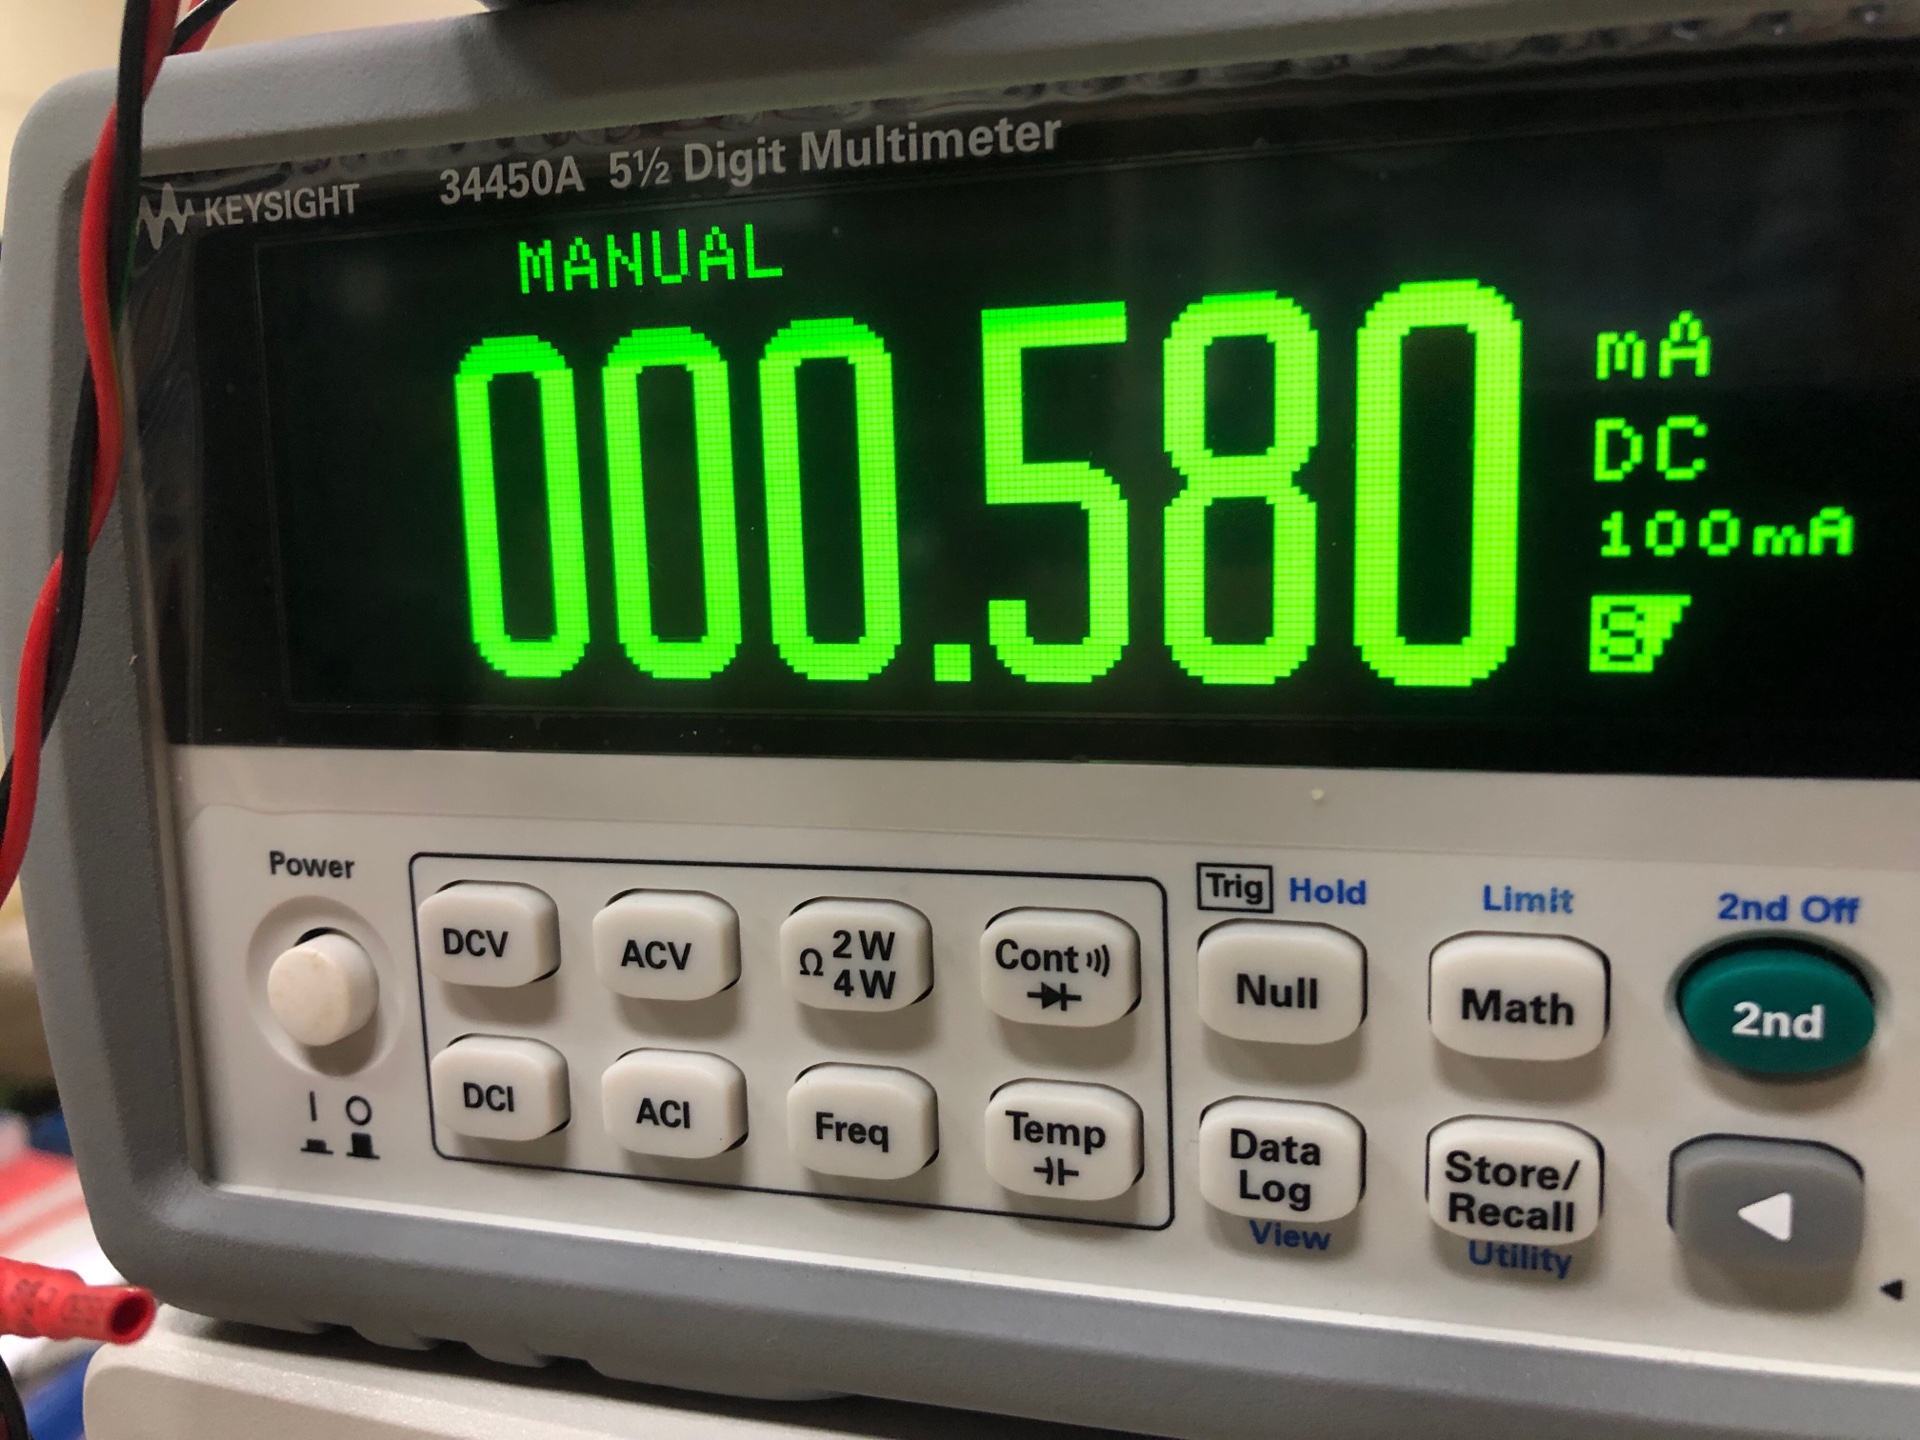 KEYSIGHT 34450A 5½ Digit Multimeter
MANUAL
000.580
mA
DC
100mA
S
Power
Trig Hold
Limit
2nd Off
DCV
ACV
Ω 2W 4W
Cont
Null
Math
2nd
DCI
ACI
Freq
Temp
Data
Log
Store/
Recall
View
Utility